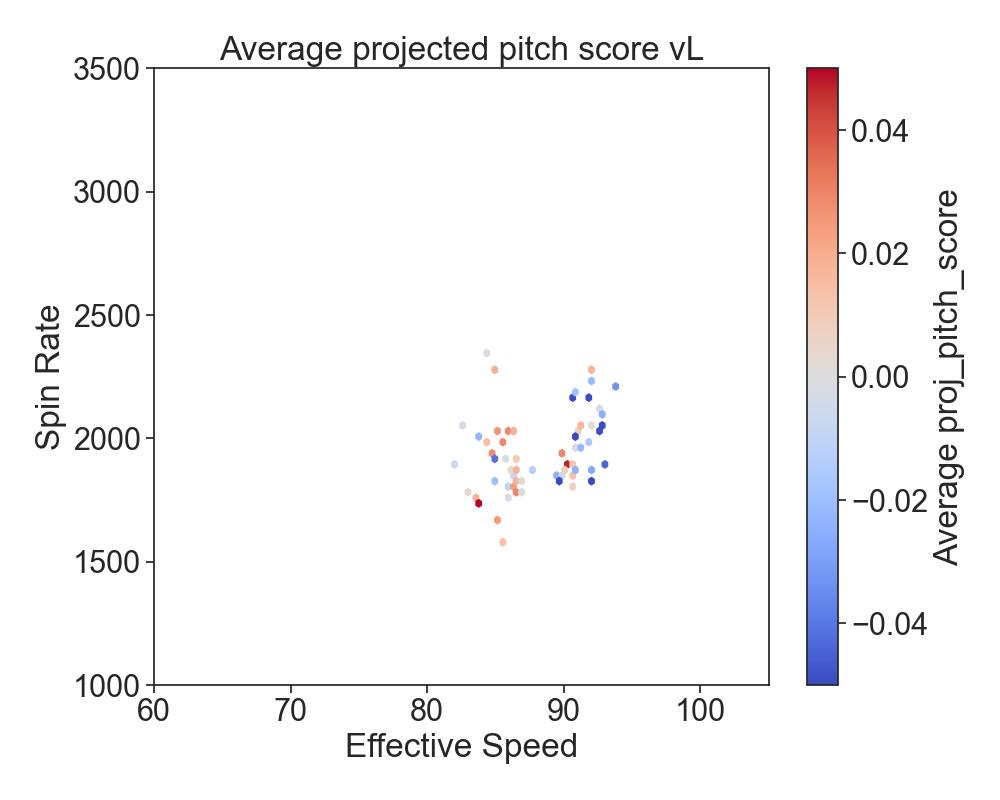 Average projected pitch score vL
3500
3000
2500
2000
1500
1000
Spin Rate
60 70 80 90 100
Effective Speed
0.04
0.02
0.00
−0.02
−0.04
Average proj_pitch_score